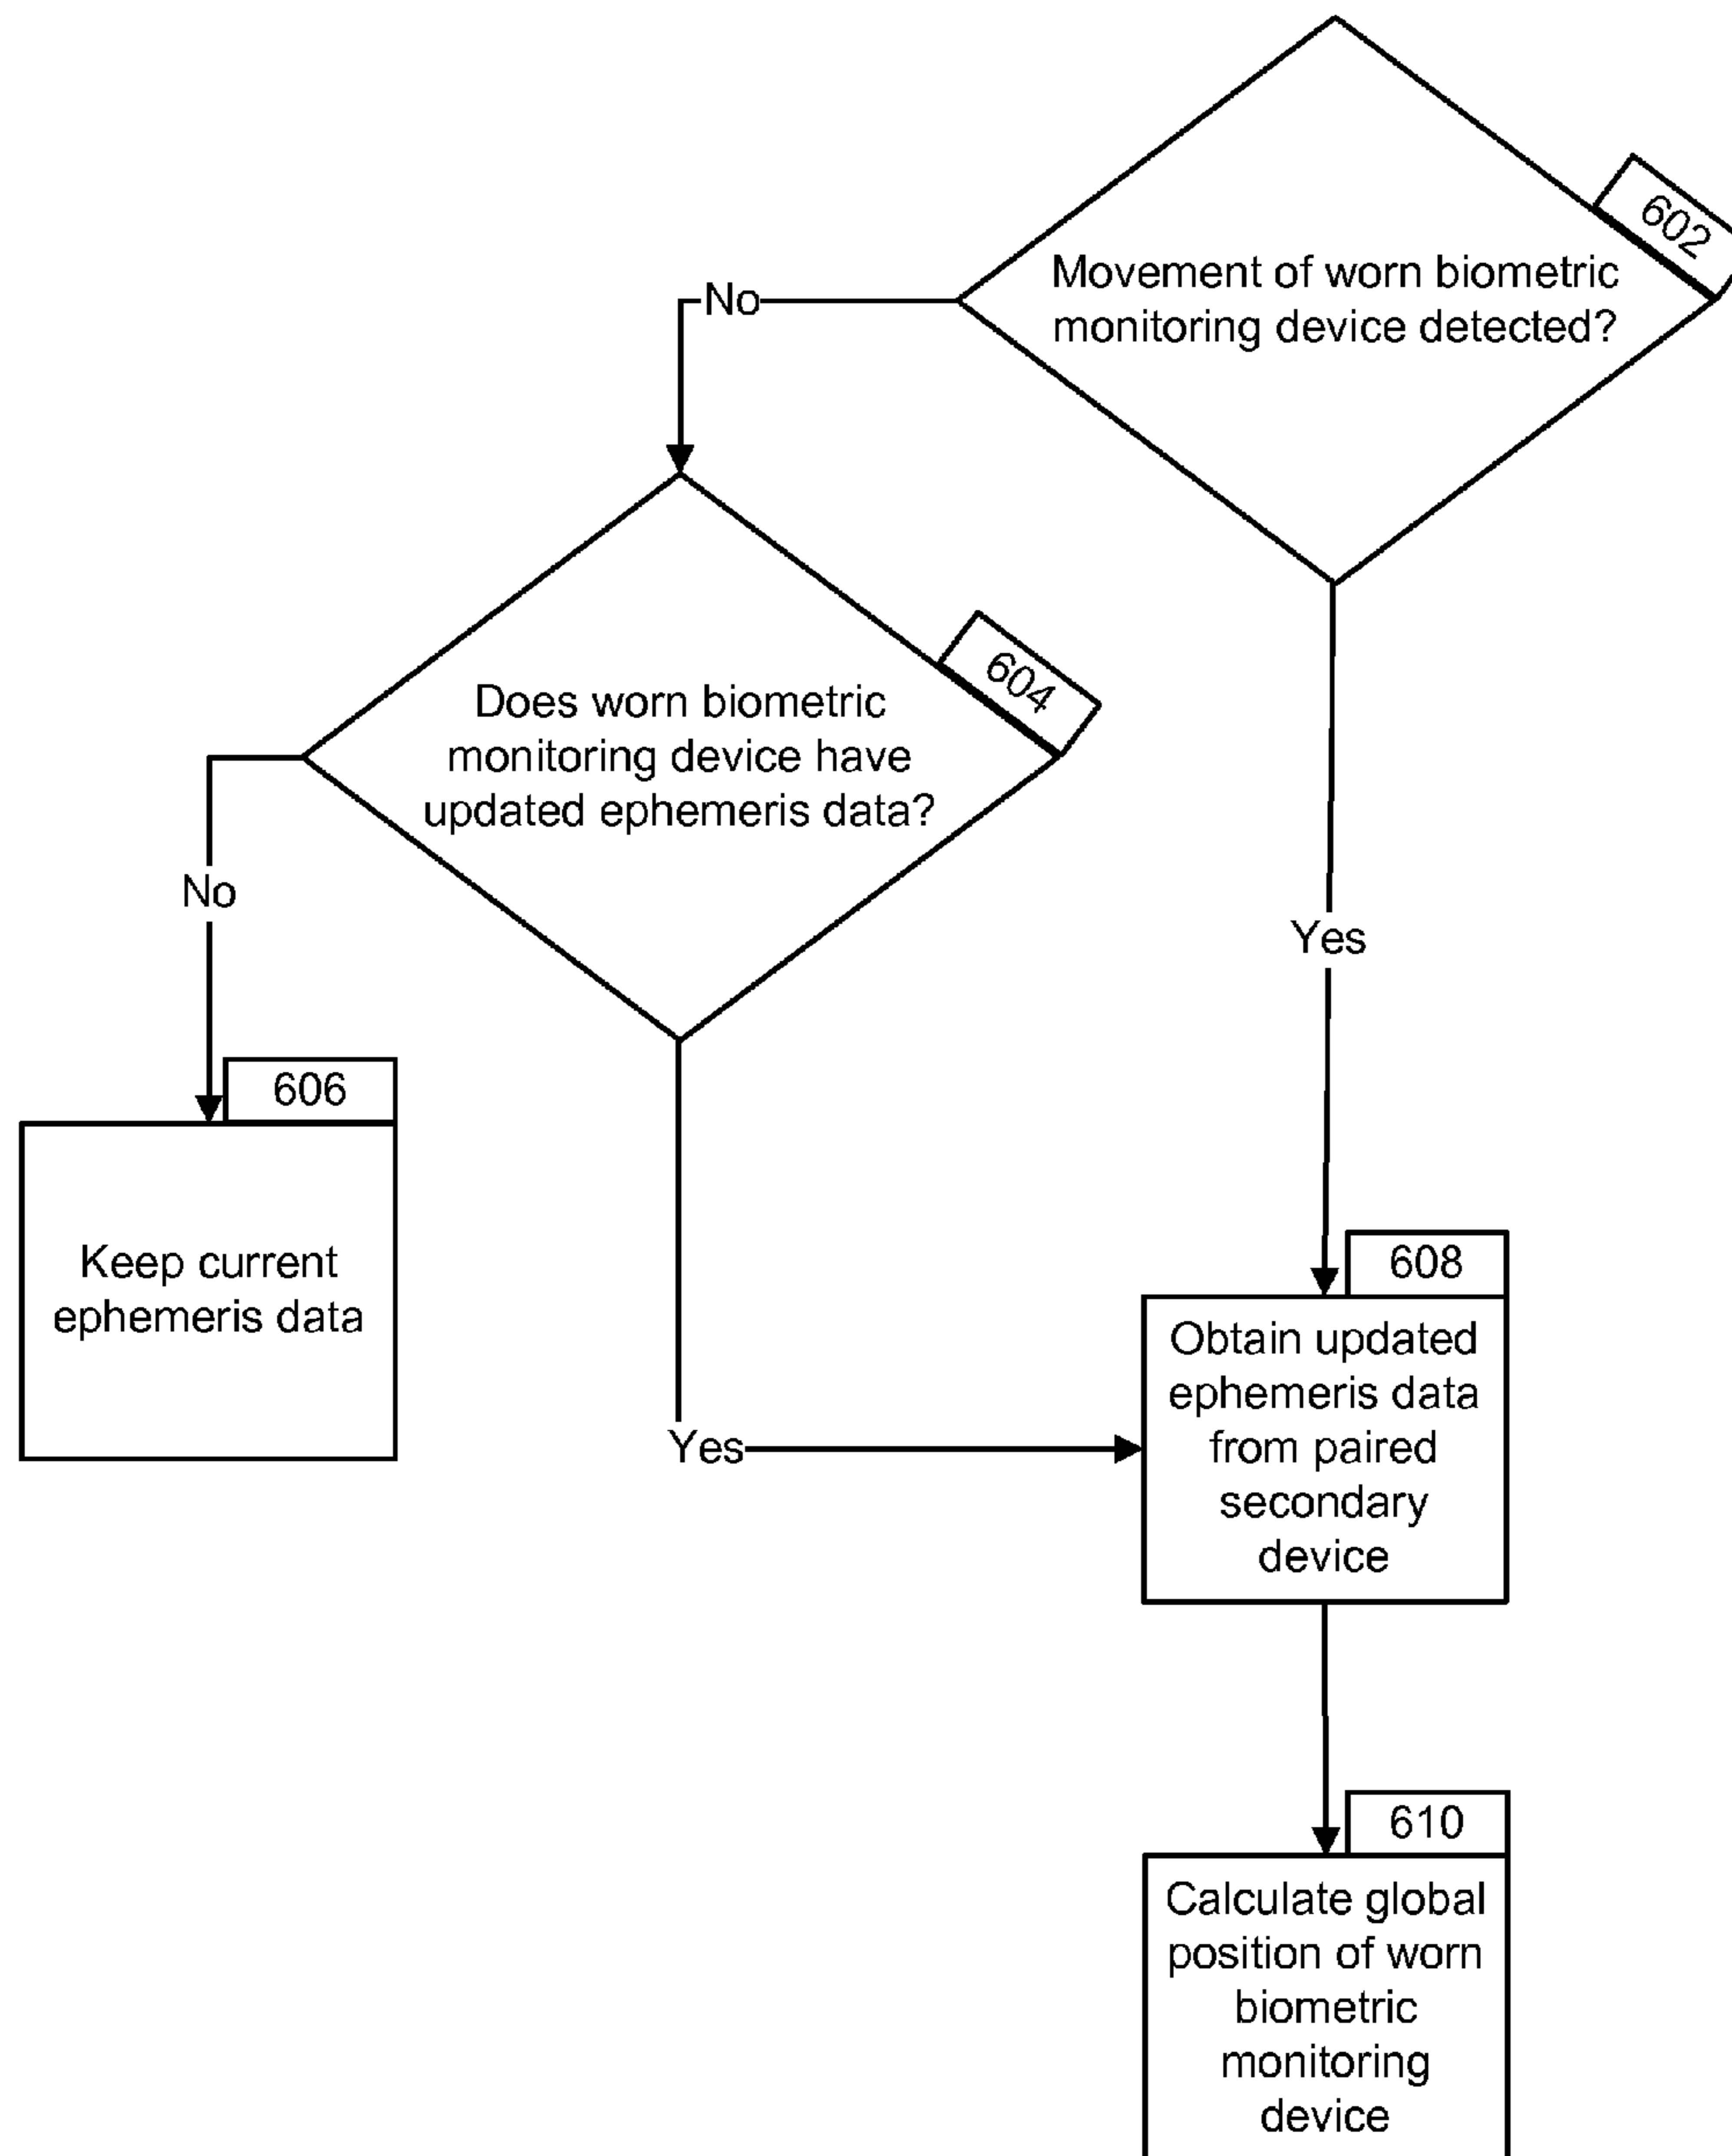 602
Movement of worn biometric
monitoring device detected?
No
604
Does worn biometric
monitoring device have
updated ephemeris data?
No
Yes
606
Keep current
ephemeris data
608
Obtain updated
ephemeris data
from paired
secondary
device
Yes
610
Calculate global
position of worn
biometric
monitoring
device